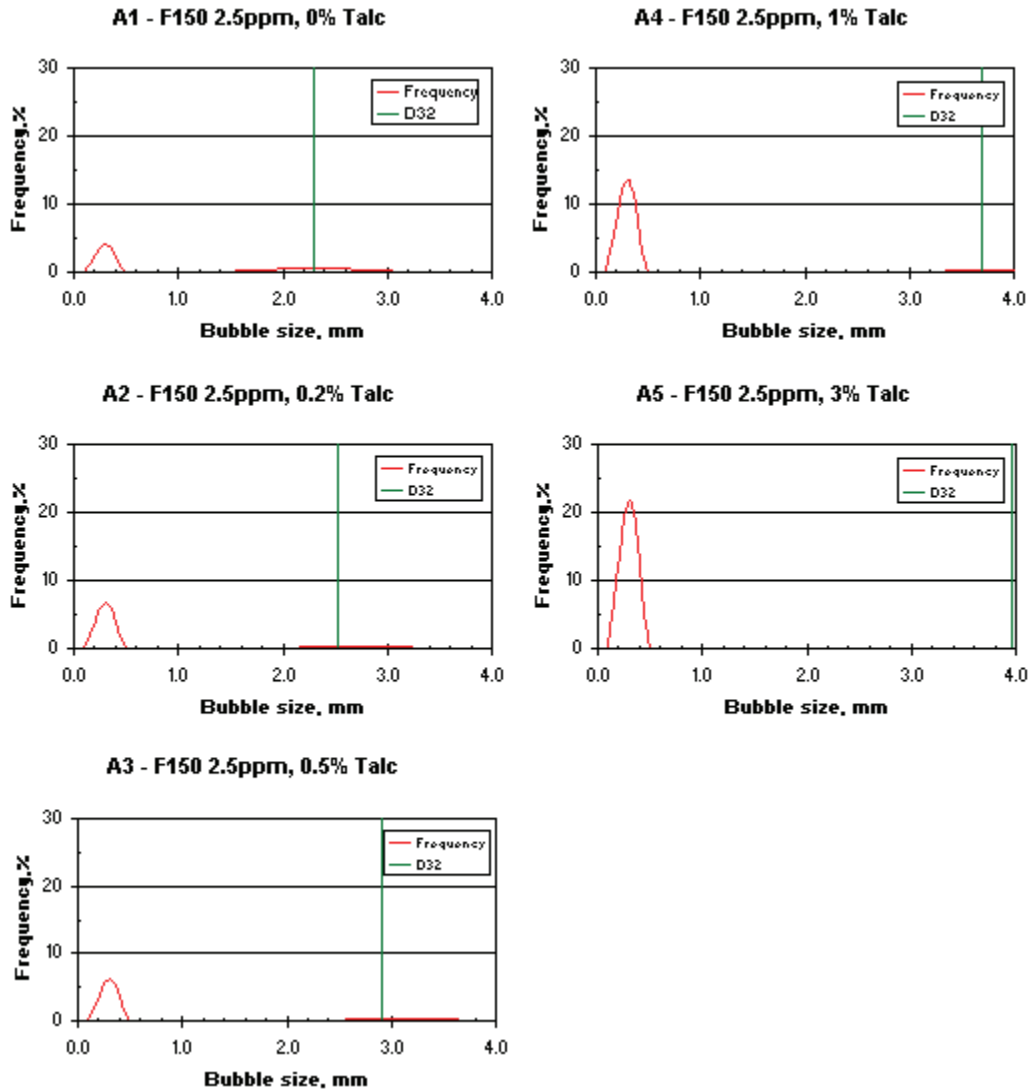 A1 - F150 2.5ppm, 0% Talc
30
20
10
0
Frequency,%
Frequency
D32
0.0 1.0 2.0 3.0 4.0
Bubble size, mm
A4 - F150 2.5ppm, 1% Talc
30
20
10
0
Frequency,%
Frequency
D32
0.0 1.0 2.0 3.0 4.0
Bubble size, mm
A2 - F150 2.5ppm, 0.2% Talc
30
20
10
0
Frequency,%
Frequency
D32
0.0 1.0 2.0 3.0 4.0
Bubble size, mm
A5 - F150 2.5ppm, 3% Talc
30
20
10
0
Frequency,%
Frequency
D32
0.0 1.0 2.0 3.0 4.0
Bubble size, mm
A3 - F150 2.5ppm, 0.5% Talc
30
20
10
0
Frequency,%
Frequency
D32
0.0 1.0 2.0 3.0 4.0
Bubble size, mm